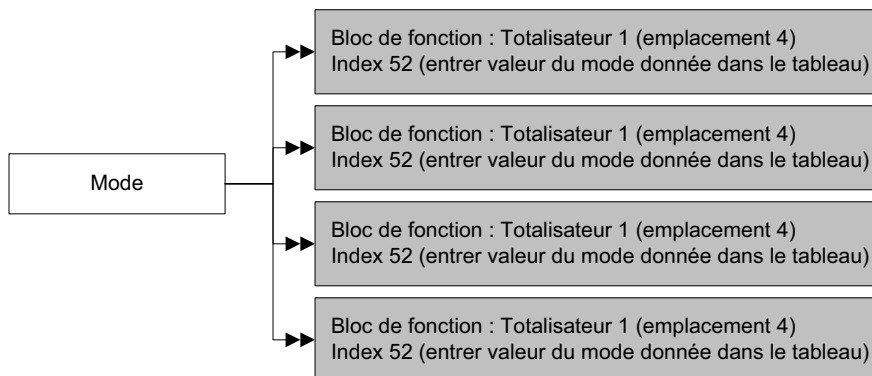 Bloc de fonction : Totalisateur 1 (emplacement 4)
Index 52 (entrer valeur du mode donnée dans le tableau)
Bloc de fonction : Totalisateur 1 (emplacement 4)
Index 52 (entrer valeur du mode donnée dans le tableau)
Mode
Bloc de fonction : Totalisateur 1 (emplacement 4)
Index 52 (entrer valeur du mode donnée dans le tableau)
Bloc de fonction : Totalisateur 1 (emplacement 4)
Index 52 (entrer valeur du mode donnée dans le tableau)